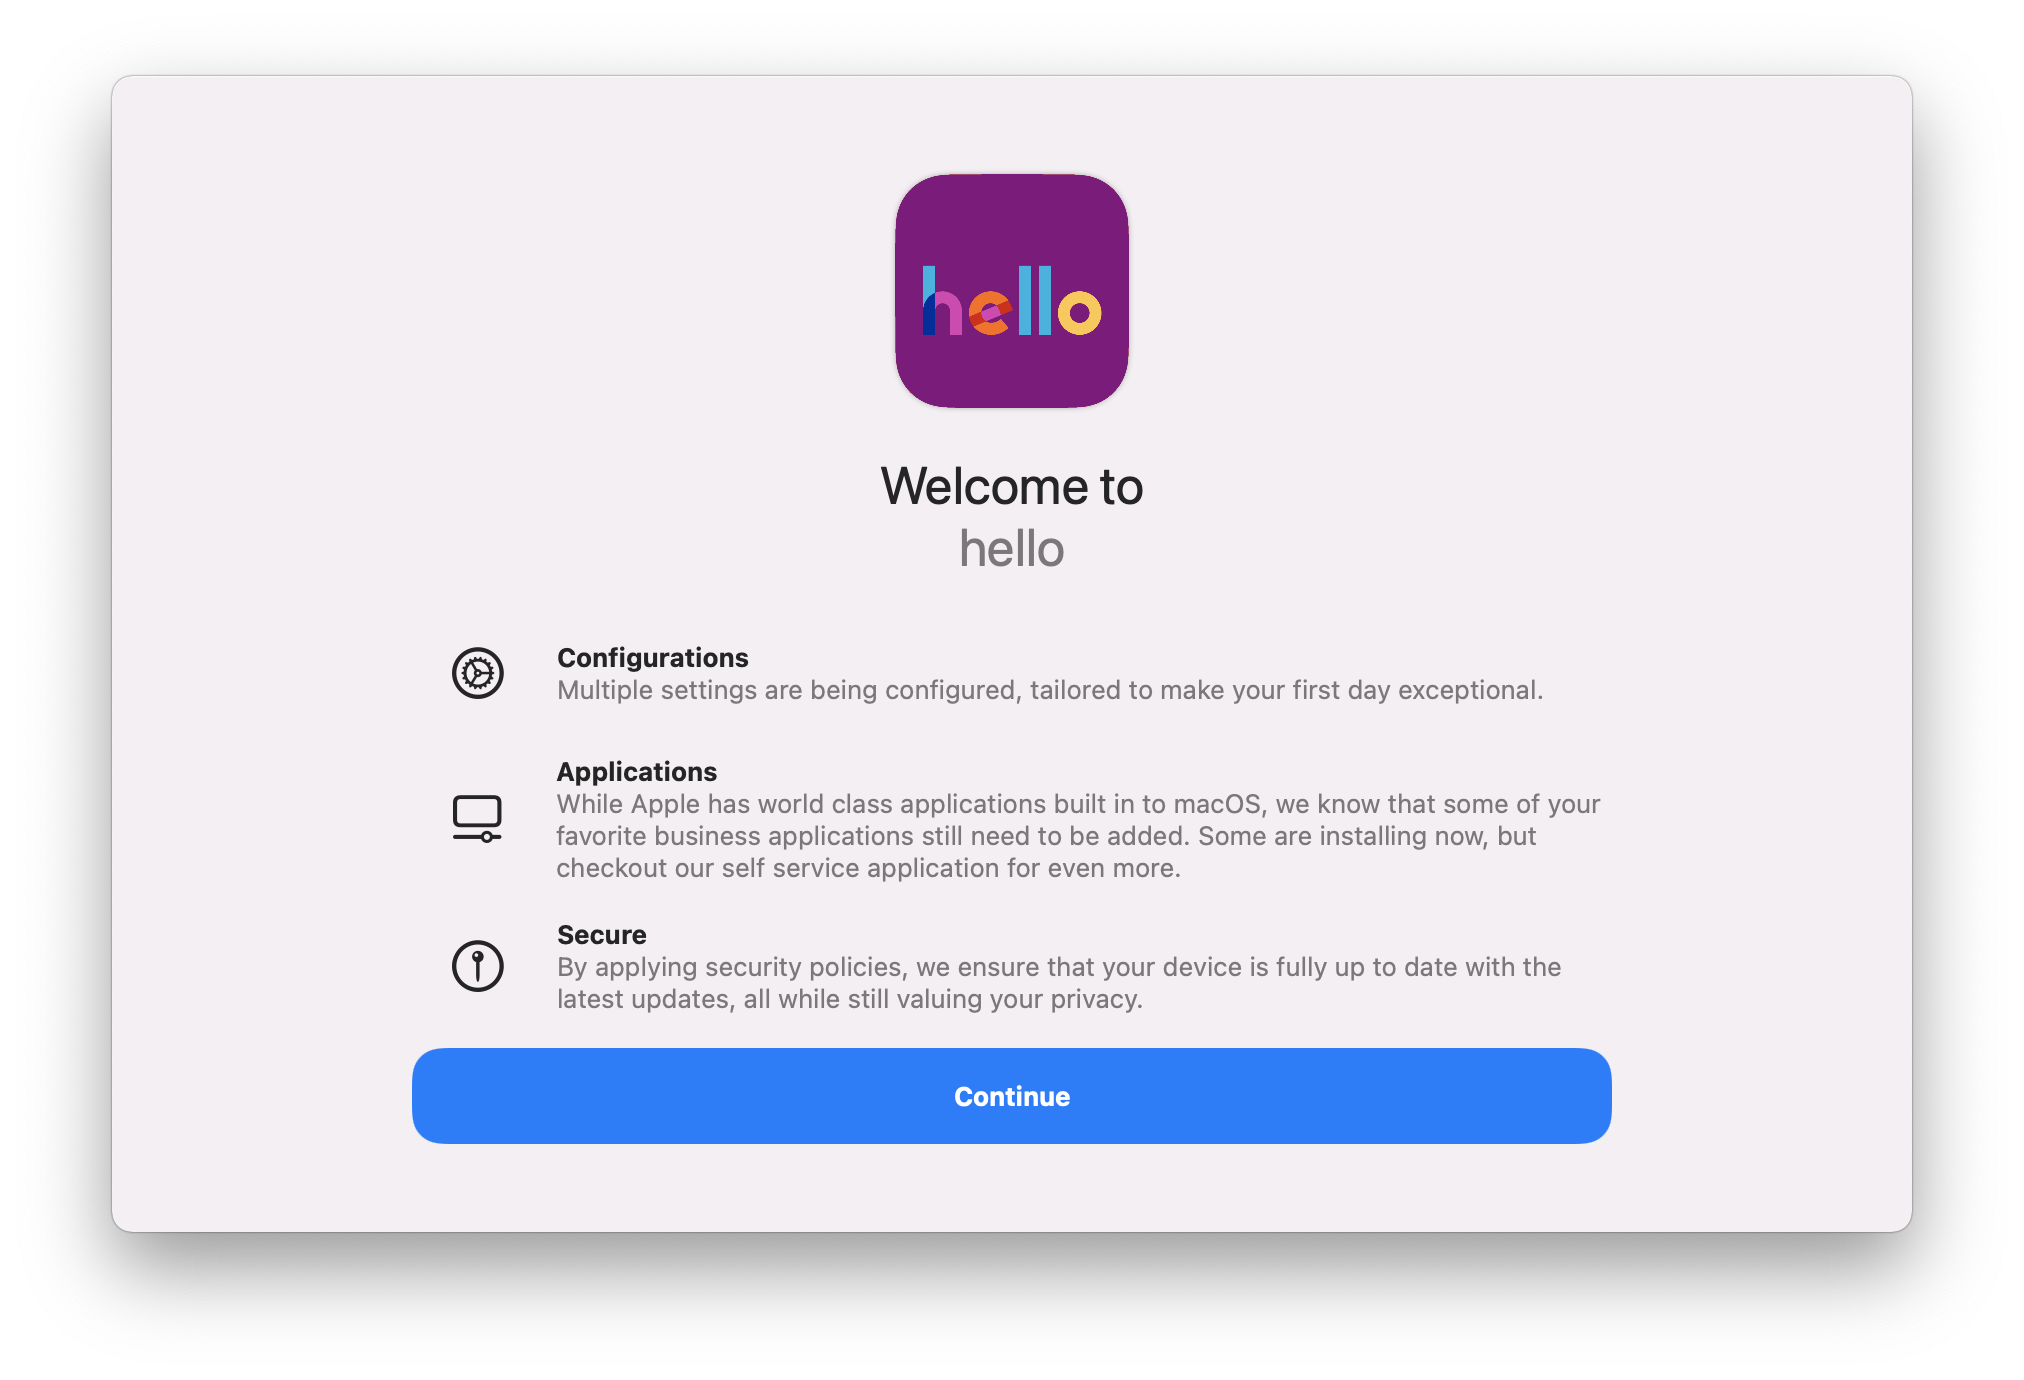 hello
Welcome to
hello
Configurations
Multiple settings are being configured, tailored to make your first day exceptional.
Applications
While Apple has world class applications built in to macOS, we know that some of your
favorite business applications still need to be added. Some are installing now, but
checkout our self service application for even more.
Secure
By applying security policies, we ensure that your device is fully up to date with the
latest updates, all while still valuing your privacy.
Continue